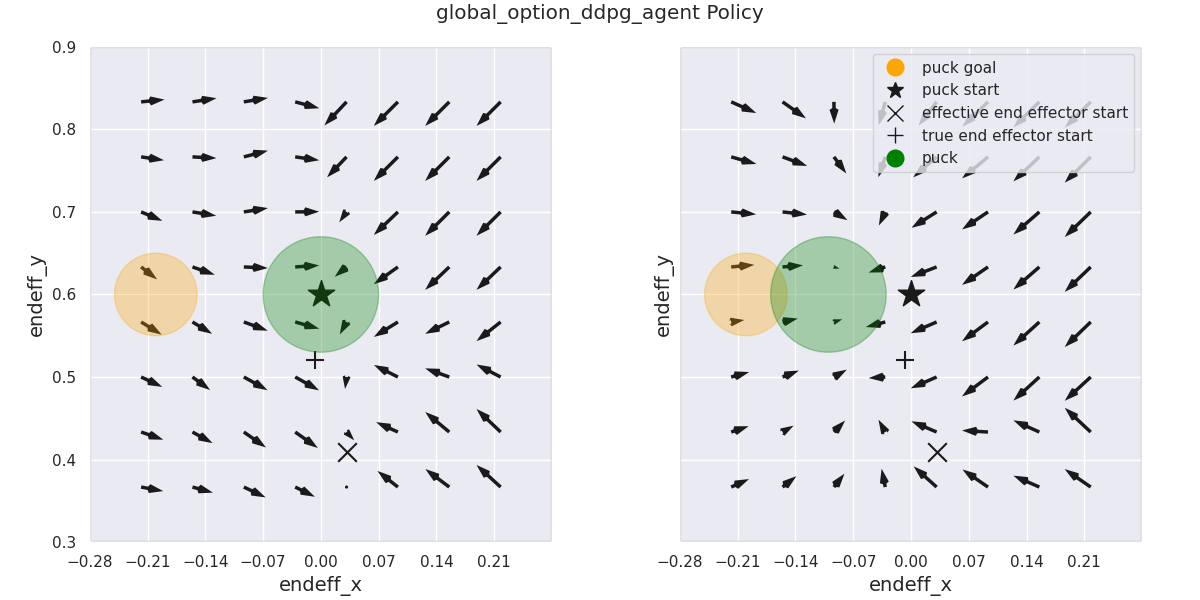 global_option_ddpg_agent Policy
0.9
0.8
0.7
0.6
0.5
0.4
0.3
endeff_y
−0.28 −0.21 −0.14 −0.07 0.00 0.07 0.14 0.21
endeff_x
puck goal
puck start
effective end effector start
true end effector start
puck
endeff_y
−0.28 −0.21 −0.14 −0.07 0.00 0.07 0.14 0.21
endeff_x